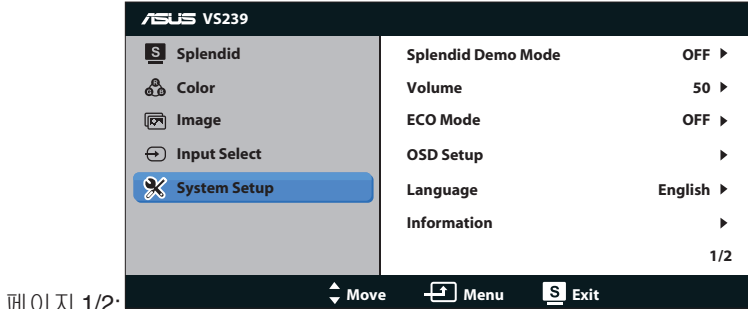 ASUS VS239
S Splendid
Color
Image
Input Select
System Setup
Splendid Demo Mode OFF
Volume 50
ECO Mode OFF
OSD Setup
Language English
Information
1/2
Move Menu S Exit
페이지 1/2: